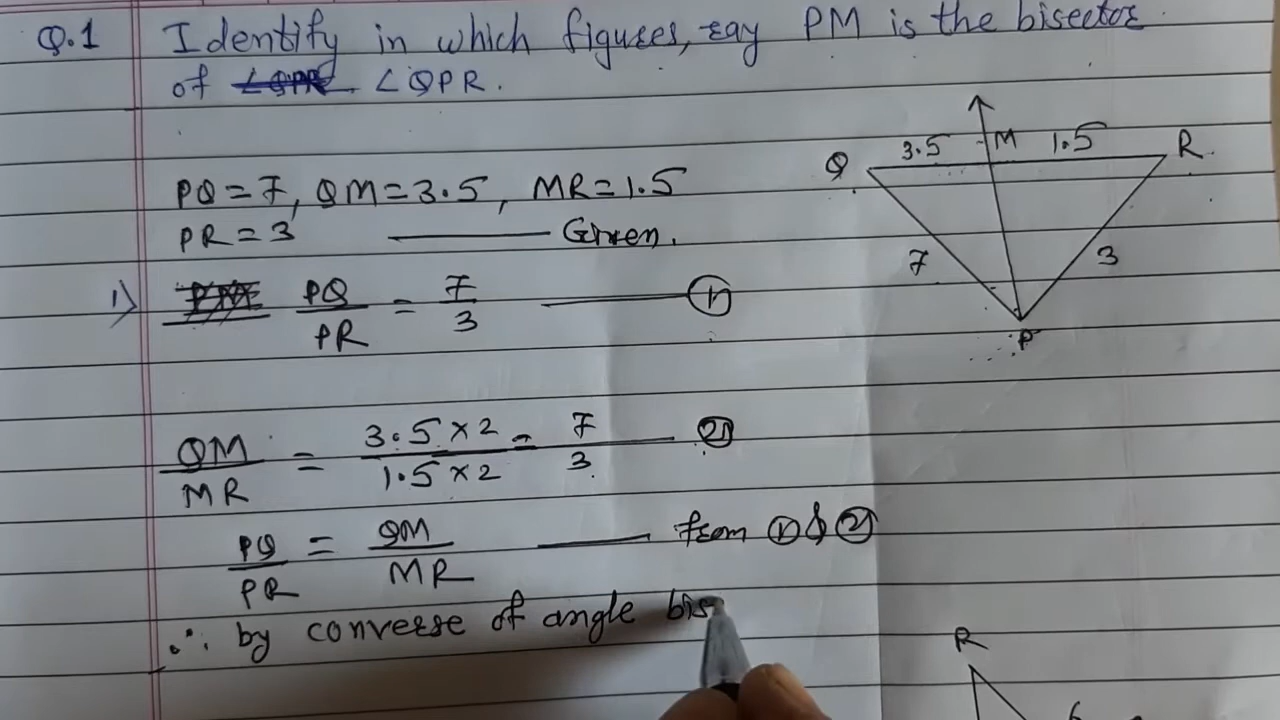 Q.1 Identify in which figures, ray PM is the bisector
of ∠QPR.
PQ = 7, QM = 3.5, MR = 1.5
PR = 3 Given.
1) PQ/PR = 7/3 ①
QM/MR = 3.5 × 2/1.5 × 2 = 7/3 ②
PQ/PR = QM/MR from ① & ②
∴ by converse of angle bis
3.5 M 1.5
Q R
7 3
P
R
6